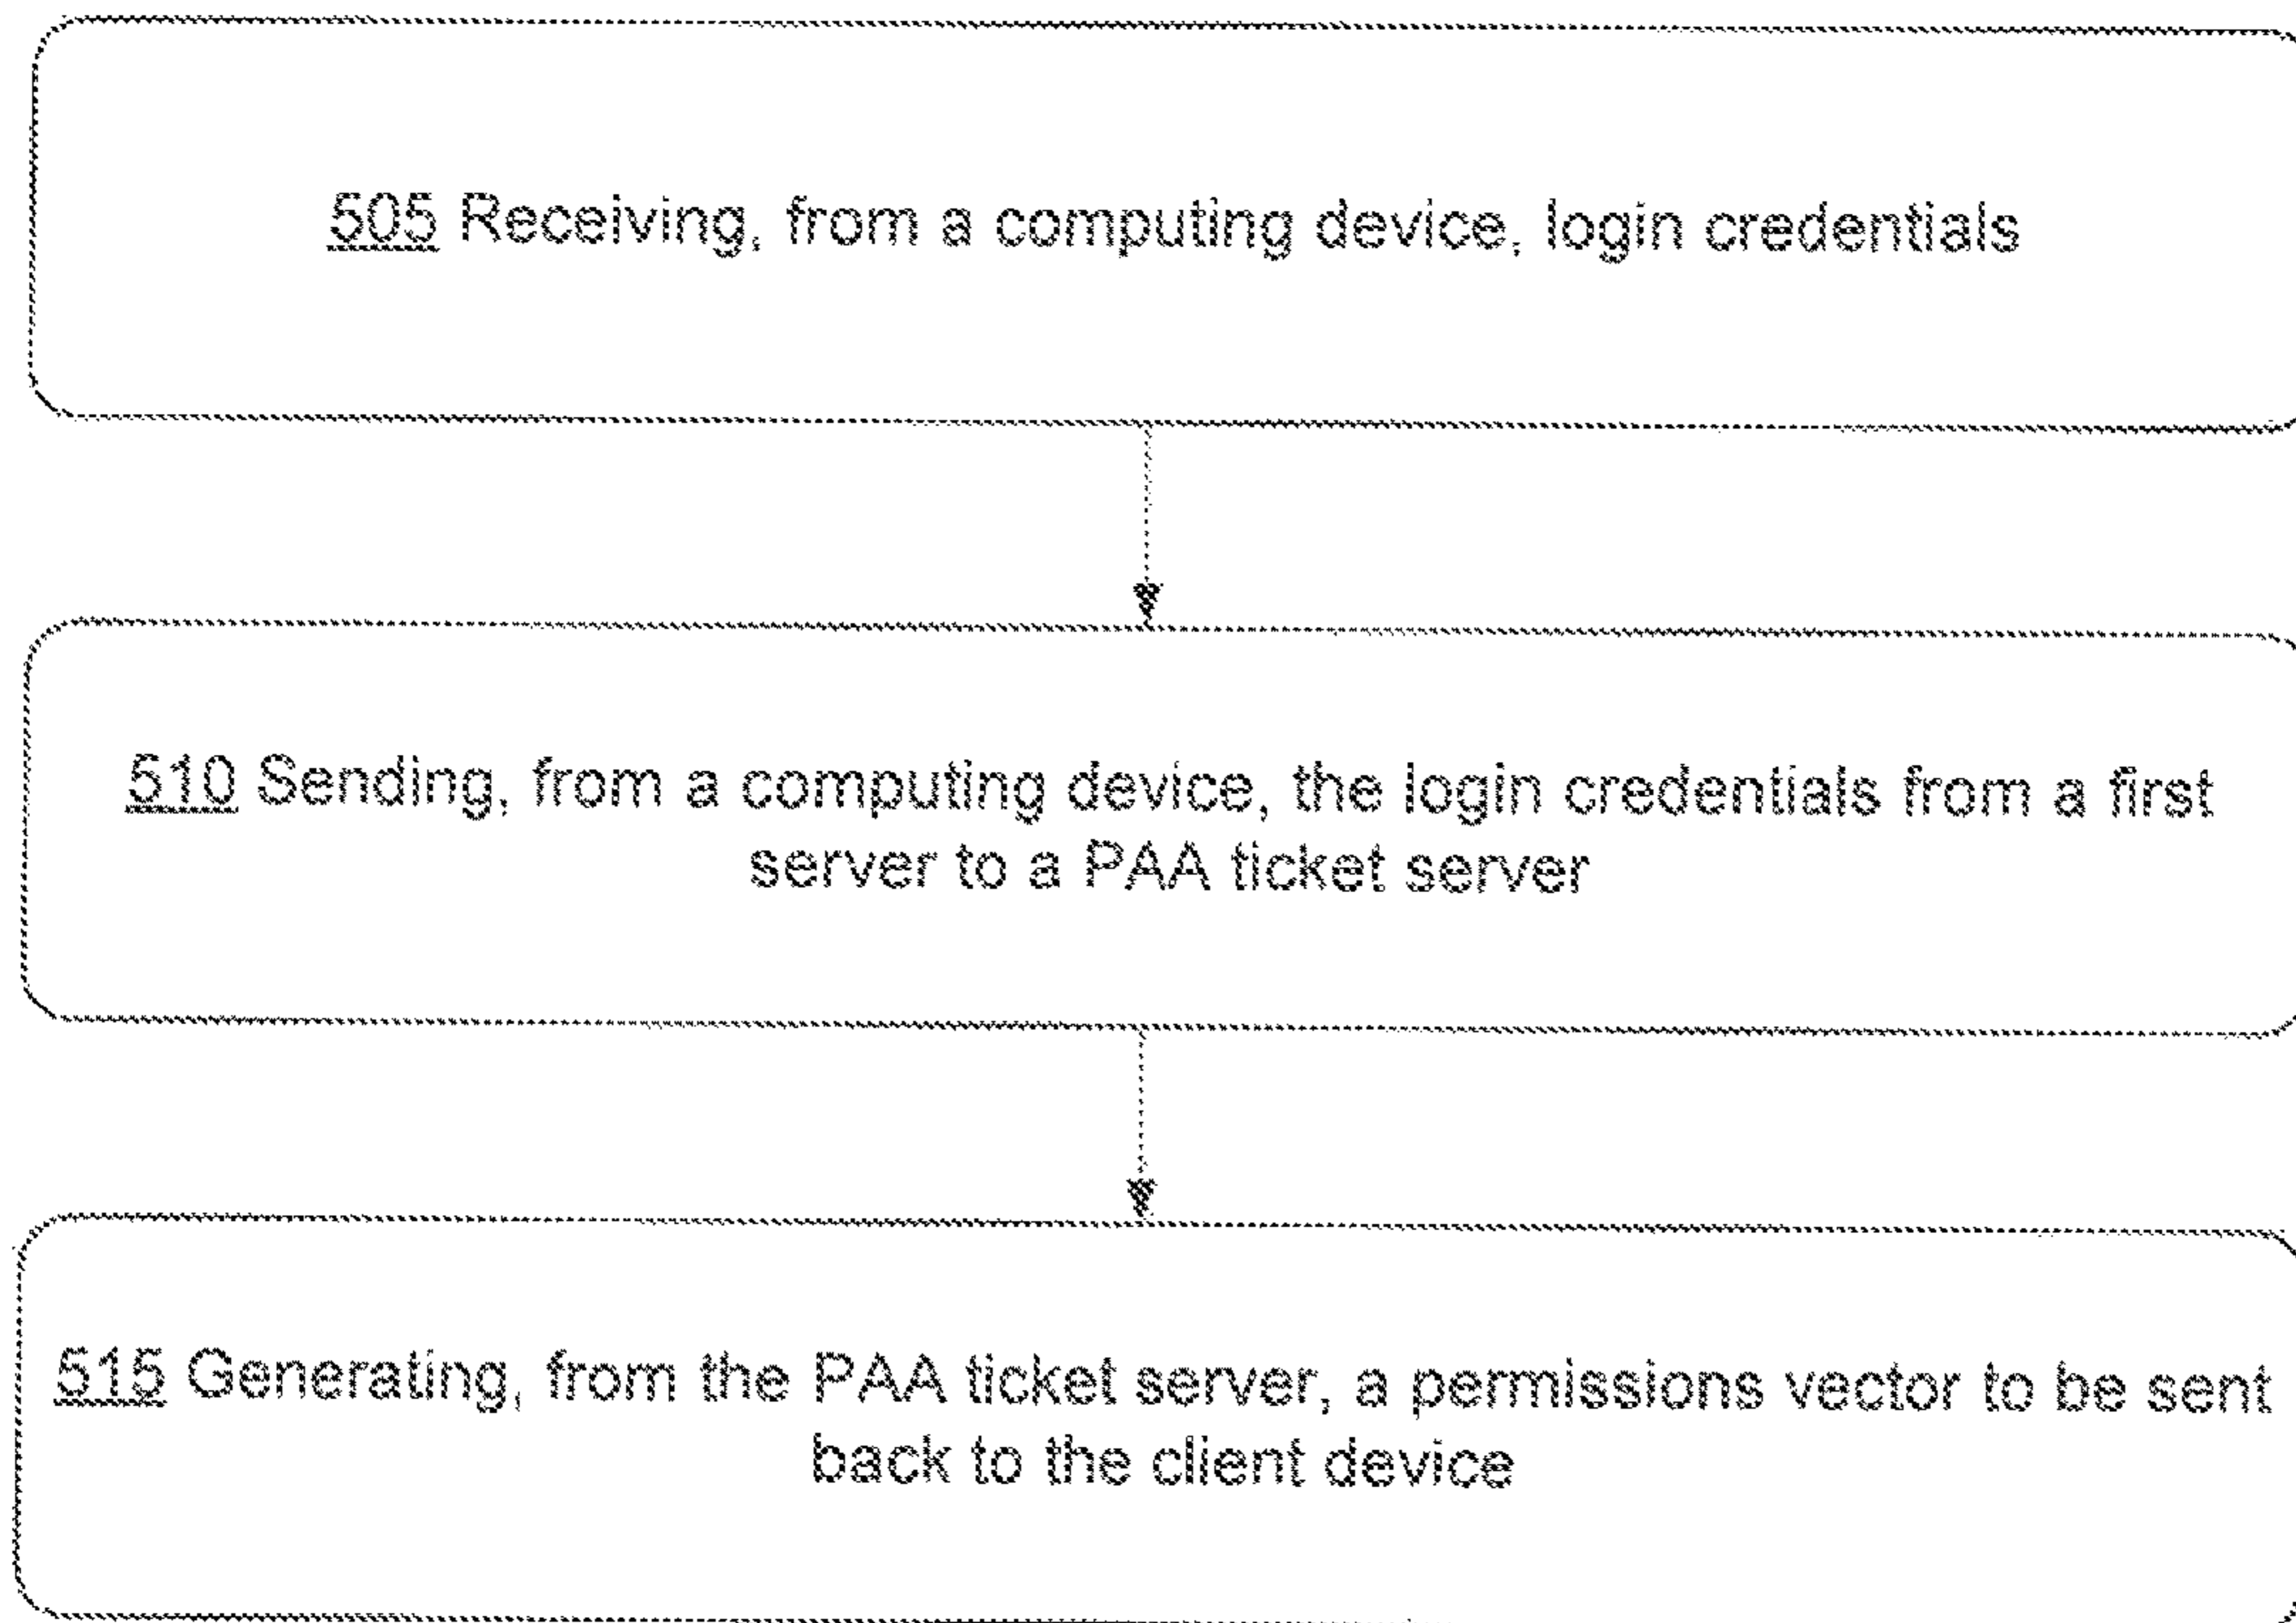 505 Receiving, from a computing device, login credentials
510 Sending, from a computing device, the login credentials from a first
server to a PAA ticket server
515 Generating, from the PAA ticket server, a permissions vector to be sent
back to the client device